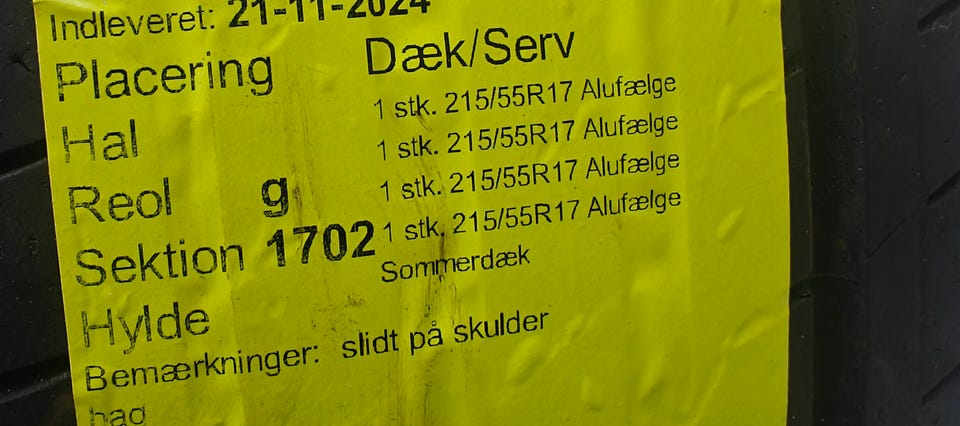 Indleveret: 21-11-2024
Placering Dæk/Serv
Hal 1 stk. 215/55R17 Alufælge
1 stk. 215/55R17 Alufælge
Reol g 1 stk. 215/55R17 Alufælge
Sektion 1702 1 stk. 215/55R17 Alufælge
Sommerdæk
Hylde
Bemærkninger: slidt på skulder
bag